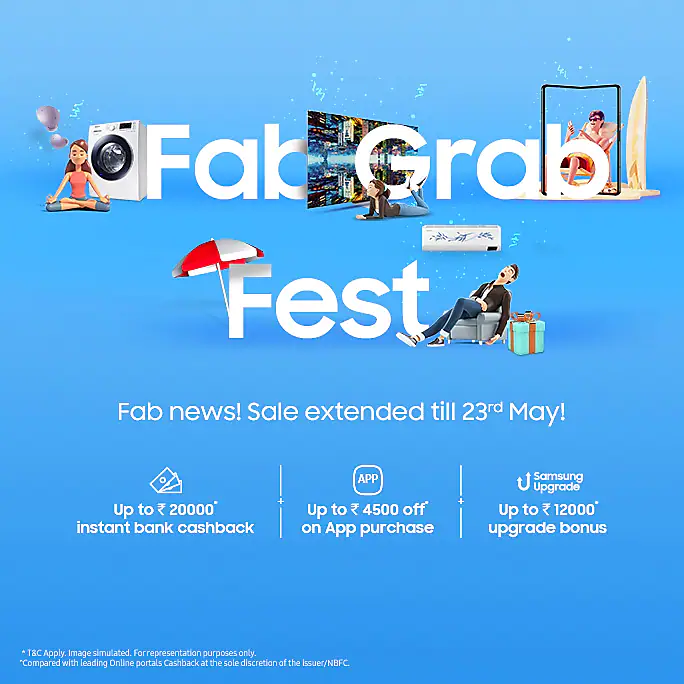 Fab Grab
Fest
Fab news! Sale extended till 23rd May!
Up to ₹ 20000*
instant bank cashback
+
APP
Up to ₹ 4500 off*
on App purchase
+
Samsung
Upgrade
Up to ₹ 12000*
upgrade bonus
* T&C Apply. Image simulated. For representation purposes only.
*Compared with leading Online portals Cashback at the sole discretion of the Issuer/NBFC.